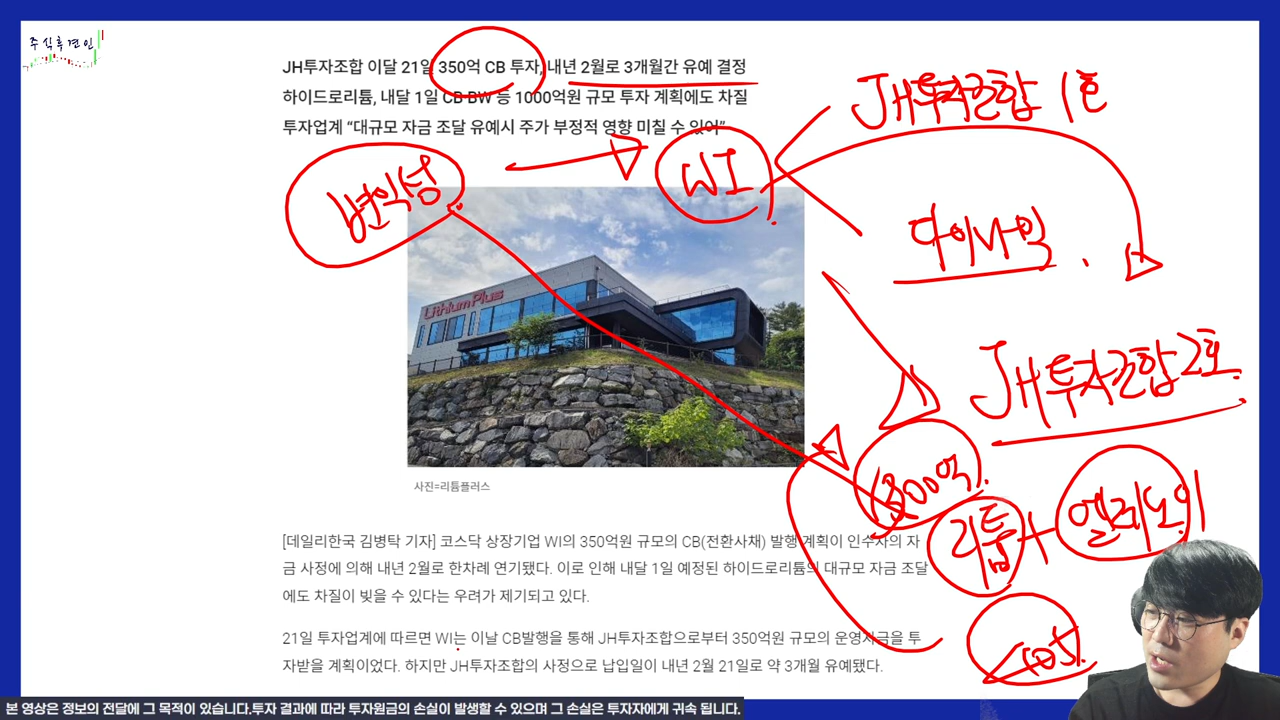 주식후견인
JH투자조합 이달 21일 350억 CB 투자, 내년 2월로 3개월간 유예 결정
하이드로리튬, 내달 1일 CB BW 등 1000억원 규모 투자 계획에도 차질
투자업계 “대규모 자금 조달 유예시 주가 부정적 영향 미칠 수 있어”
JH투자조합 1호
변익성
WI
다이나믹
Lithium Plus
JH투자조합 2호
300억
리튬 + 엘레노이
사진=리튬플러스
[데일리한국 김병탁 기자] 코스닥 상장기업 WI의 350억원 규모의 CB(전환사채) 발행 계획이 인수자의 자
금 사정에 의해 내년 2월로 한차례 연기됐다. 이로 인해 내달 1일 예정된 하이드로리튬의 대규모 자금 조달
에도 차질이 빚을 수 있다는 우려가 제기되고 있다.
21일 투자업계에 따르면 WI는 이날 CB발행을 통해 JH투자조합으로부터 350억원 규모의 운영자금을 투
자받을 계획이었다. 하지만 JH투자조합의 사정으로 납입일이 내년 2월 21일로 약 3개월 유예됐다.
본 영상은 정보의 전달에 그 목적이 있습니다.투자 결과에 따라 투자원금의 손실이 발생할 수 있으며 그 손실은 투자자에게 귀속 됩니다.